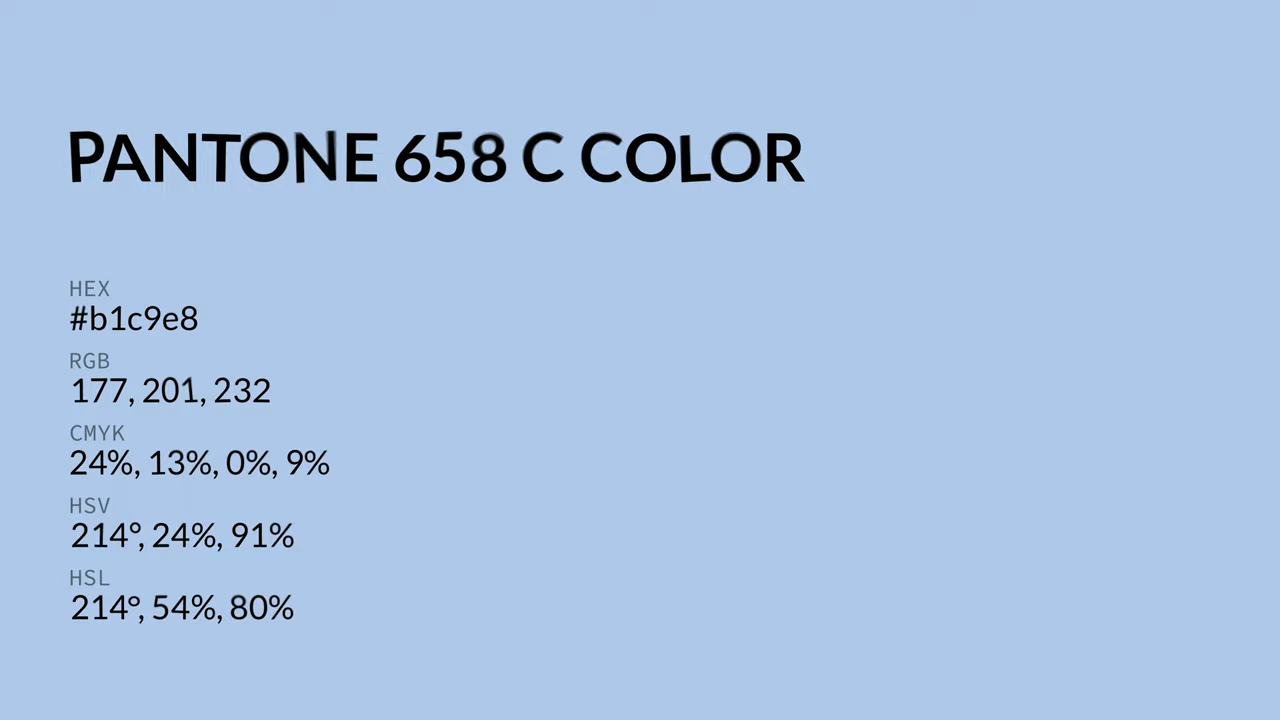 PANTONE 658 C COLOR
HEX
#b1c9e8
RGB
177, 201, 232
CMYK
24%, 13%, 0%, 9%
HSV
214°, 24%, 91%
HSL
214°, 54%, 80%